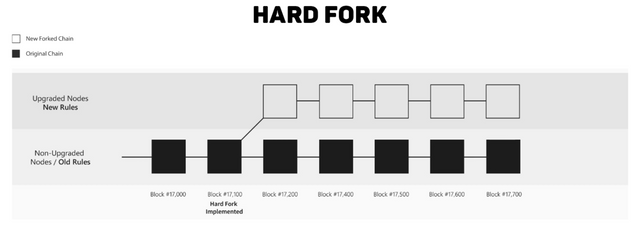 HARD FORK
New Forked Chain
Original Chain
Upgraded Nodes
New Rules
Non-Upgraded
Nodes / Old Rules
Block #17,000
Block #17,100
Block #17,200
Block #17,400
Block #17,500
Block #17,600
Block #17,700
Hard Fork
Implemented